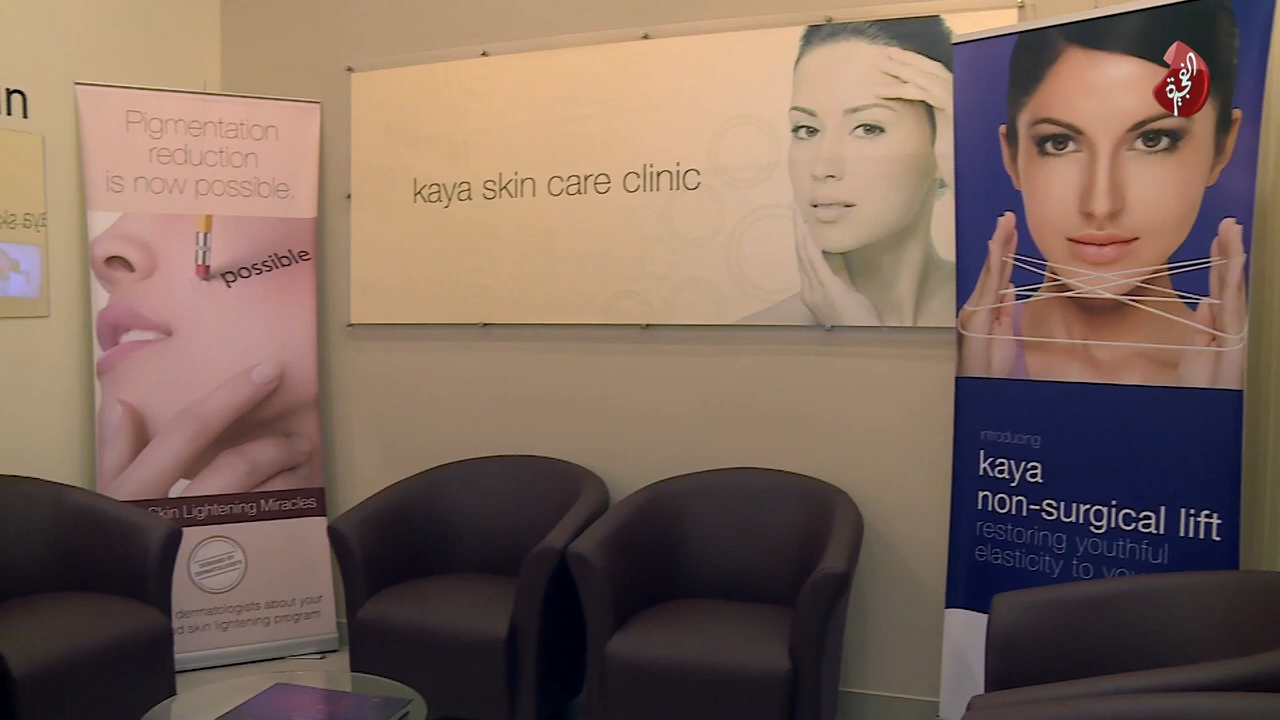 Pigmentation
reduction
is now possible.
possible
Skin Lightening Miracles
dermatologists about your
skin lightening program
kaya skin care clinic
الفجيرة
introducing
kaya
non-surgical lift
restoring youthful
elasticity to